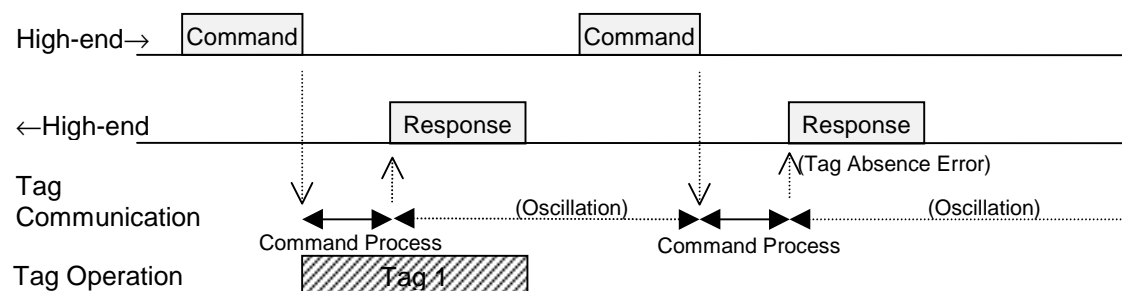 High-end→ Command Command
←High-end Response Response
(Tag Absence Error)
Tag
Communication (Oscillation) (Oscillation)
Command Process Command Process
Tag Operation Tag 1